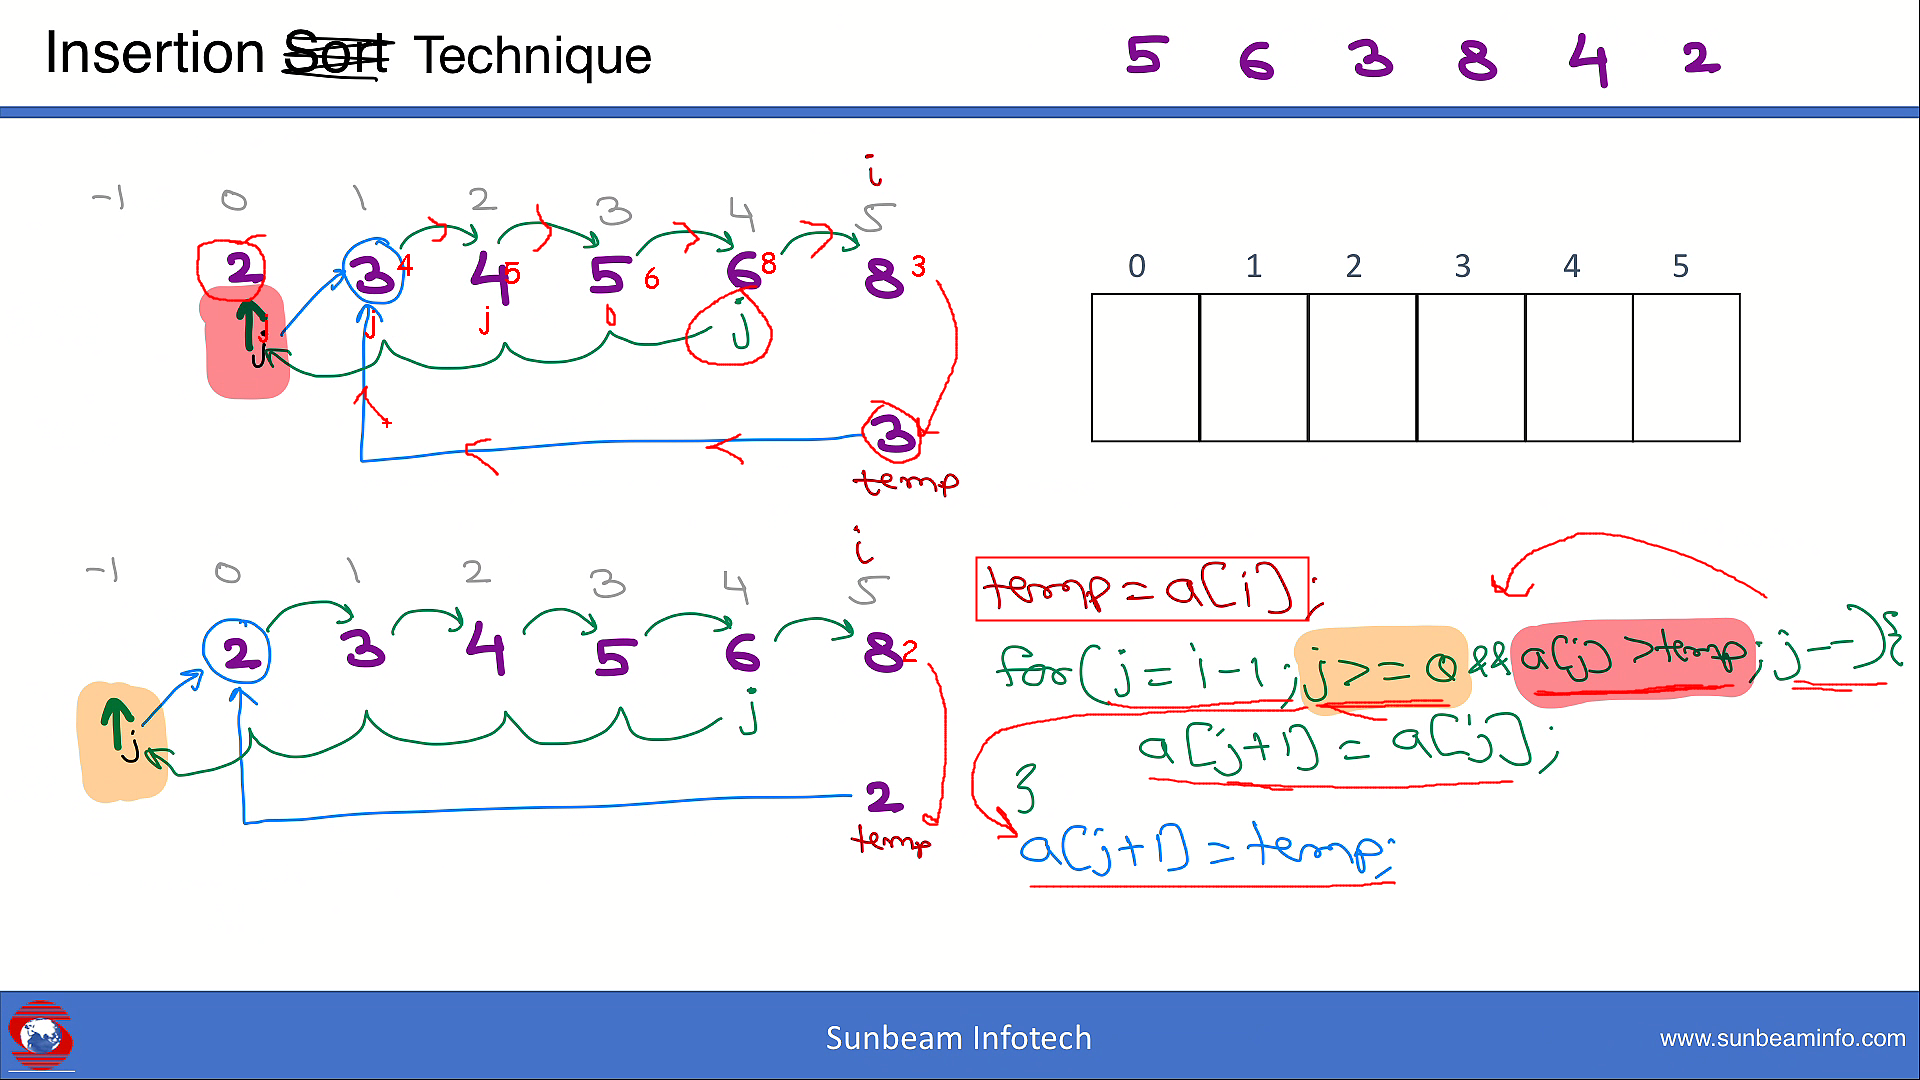 Insertion Sort Technique
5 6 3 8 4 2
i
-1 0 1 2 3 4 5
2 3 4 4 5 5 6 6 8 8 3
j j j j j
3
temp
0 1 2 3 4 5
i
-1 0 1 2 3 4 5
2 3 4 5 6 8 2
j j
2
temp
temp = a[i];
for(j = i-1; j >= 0 && a[j] > temp; j--){
a[j+1] = a[j];
}
a[j+1] = temp;
Sunbeam Infotech
www.sunbeaminfo.com